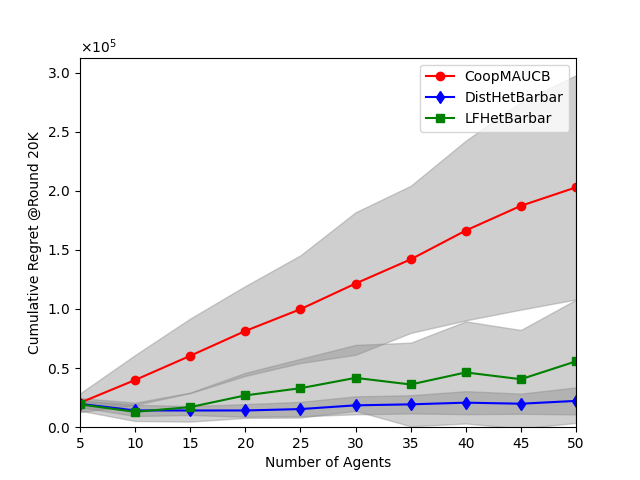 ×10⁵
3.0
2.5
2.0
1.5
1.0
0.5
0.0
Cumulative Regret @Round 20K
CoopMAUCB
DistHetBarbar
LFHetBarbar
5 10 15 20 25 30 35 40 45 50
Number of Agents